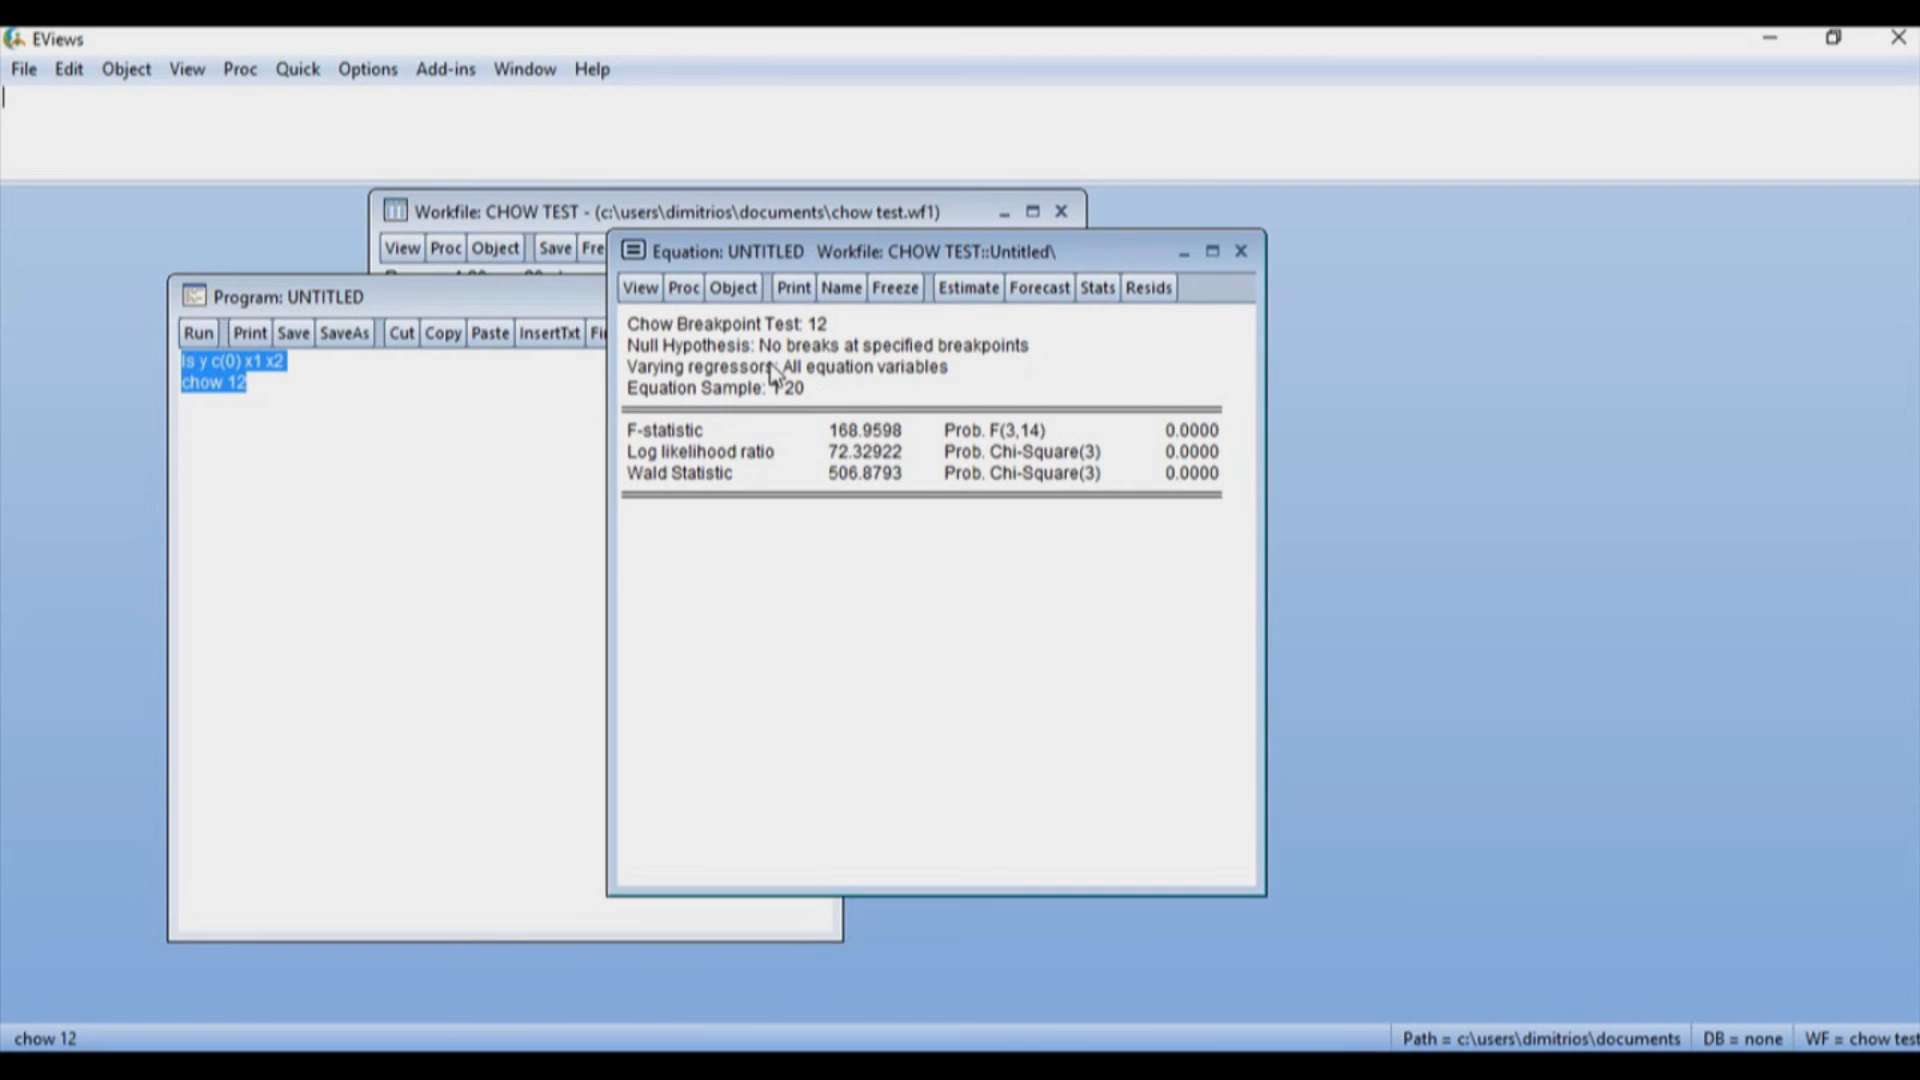 EViews
File Edit Object View Proc Quick Options Add-ins Window Help
Workfile: CHOW TEST - (c:\users\dimitrios\documents\chow test.wf1)
View Proc Object Save Fre
Equation: UNTITLED Workfile: CHOW TEST::Untitled\
View Proc Object Print Name Freeze Estimate Forecast Stats Resids
Program: UNTITLED
Run Print Save SaveAs Cut Copy Paste InsertTxt Fi
ls y c(0) x1 x2
chow 12
Chow Breakpoint Test: 12
Null Hypothesis: No breaks at specified breakpoints
Varying regressors: All equation variables
Equation Sample: 1 20
F-statistic 168.9598 Prob. F(3,14) 0.0000
Log likelihood ratio 72.32922 Prob. Chi-Square(3) 0.0000
Wald Statistic 506.8793 Prob. Chi-Square(3) 0.0000
chow 12
Path = c:\users\dimitrios\documents DB = none WF = chow test